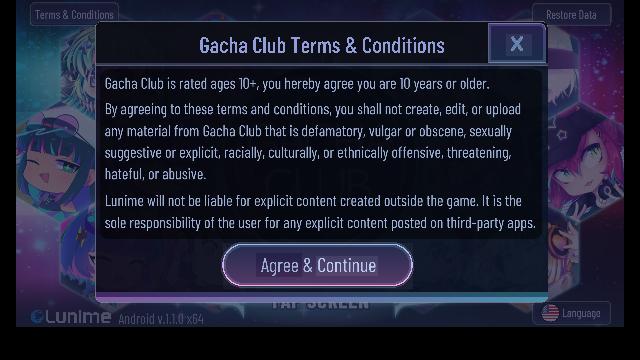 Terms & Conditions
Restore Data
Gacha Club Terms & Conditions
X
Gacha Club is rated ages 10+, you hereby agree you are 10 years or older.
By agreeing to these terms and conditions, you shall not create, edit, or upload
any material from Gacha Club that is defamatory, vulgar or obscene, sexually
suggestive or explicit, racially, culturally, or ethnically offensive, threatening,
hateful, or abusive.
Lunime will not be liable for explicit content created outside the game. It is the
sole responsibility of the user for any explicit content posted on third-party apps.
Agree & Continue
TAP SCREEN
Lunime
Android v.1.1.0 x64
Language